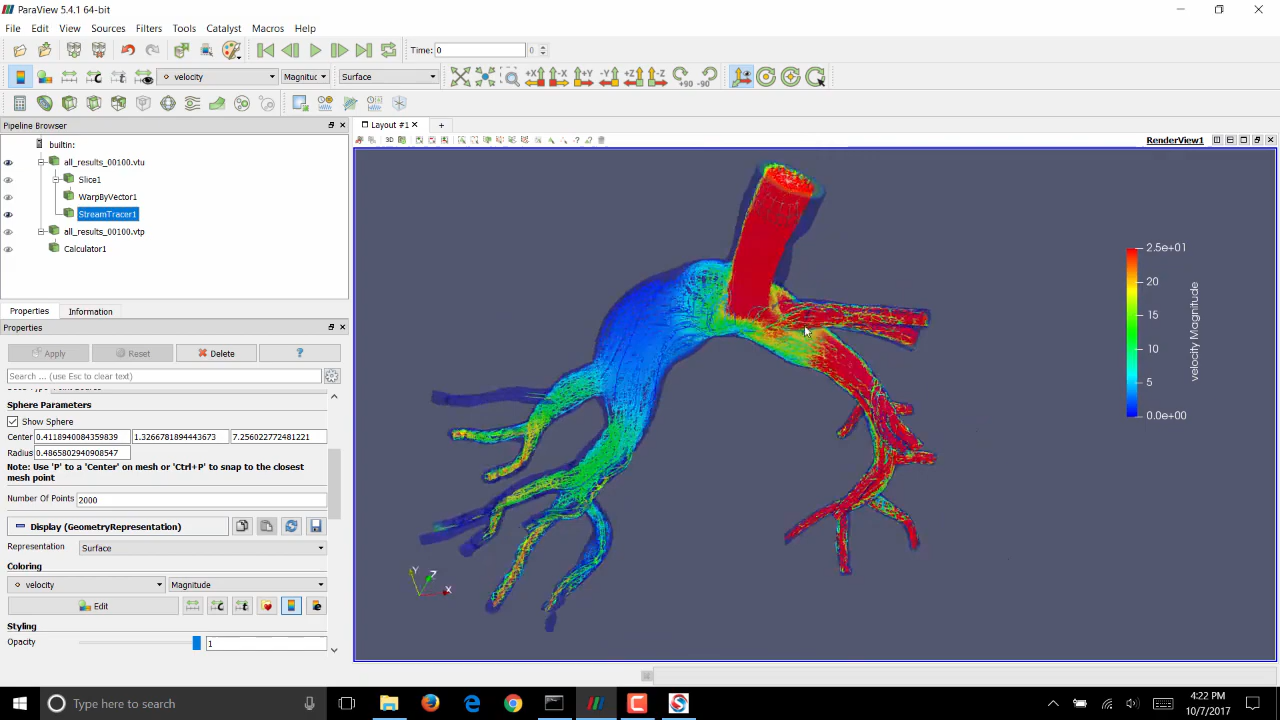 ParaView 5.4.1 64-bit
File Edit View Sources Filters Tools Catalyst Macros Help
Time: 0 0
velocity Magnituc Surface
+X -X +Y -Y +Z -Z +90 -90
Pipeline Browser
Layout #1 +
3D RenderView1
builtin:
all_results_00100.vtu
Slice1
WarpByVector1
StreamTracer1
all_results_00100.vtp
Calculator1
Properties Information
Properties
Apply Reset Delete ?
Search ... (use Esc to clear text)
Sphere Parameters
Show Sphere
Center 0.4118940084359839 1.3266781894443673 7.256022772481221
Radius 0.4865802940908547
Note: Use 'P' to a 'Center' on mesh or 'Ctrl+P' to snap to the closest
mesh point
Number Of Points 2000
Display (GeometryRepresentation)
Representation Surface
Coloring
velocity Magnitude
Edit
Styling
Opacity 1
2.5e+01
20
15
10
5
0.0e+00
velocity Magnitude
Y Z X
Type here to search
4:22 PM
10/7/2017